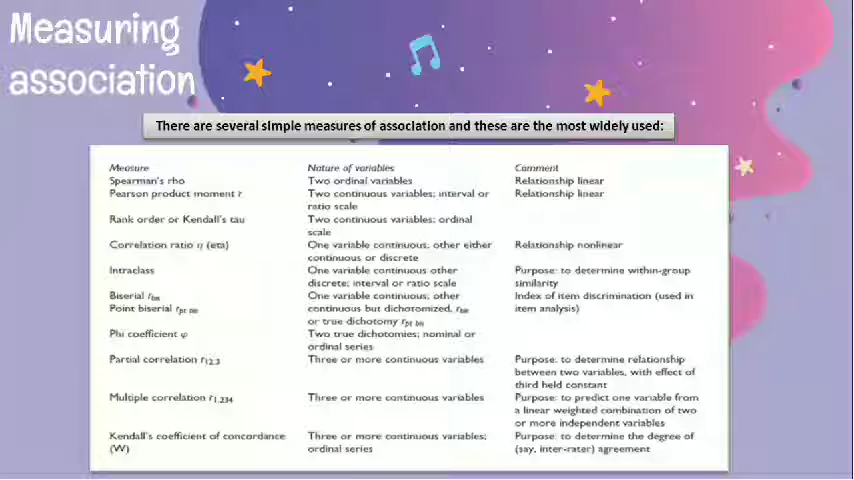 Measuring
association
There are several simple measures of association and these are the most widely used:
Measure Nature of variables Comment
Spearman's rho Two ordinal variables Relationship linear
Pearson product moment r Two continuous variables; interval or Relationship linear
ratio scale
Rank order or Kendall's tau Two continuous variables; ordinal
scale
Correlation ratio η (eta) One variable continuous; other either Relationship nonlinear
continuous or discrete
Intraclass One variable continuous other Purpose: to determine within-group
discrete; interval or ratio scale similarity
Biserial r_bis One variable continuous; other Index of item discrimination (used in
Point biserial r_pt bis continuous but dichotomized, r_bis item analysis)
or true dichotomy r_pt bis
Phi coefficient φ Two true dichotomies; nominal or
ordinal series
Partial correlation r_12.3 Three or more continuous variables Purpose: to determine relationship
between two variables, with effect of
third held constant
Multiple correlation r_1.234 Three or more continuous variables Purpose: to predict one variable from
a linear weighted combination of two
or more independent variables
Kendall's coefficient of concordance Three or more continuous variables; Purpose: to determine the degree of
(W) ordinal series (say, inter-rater) agreement